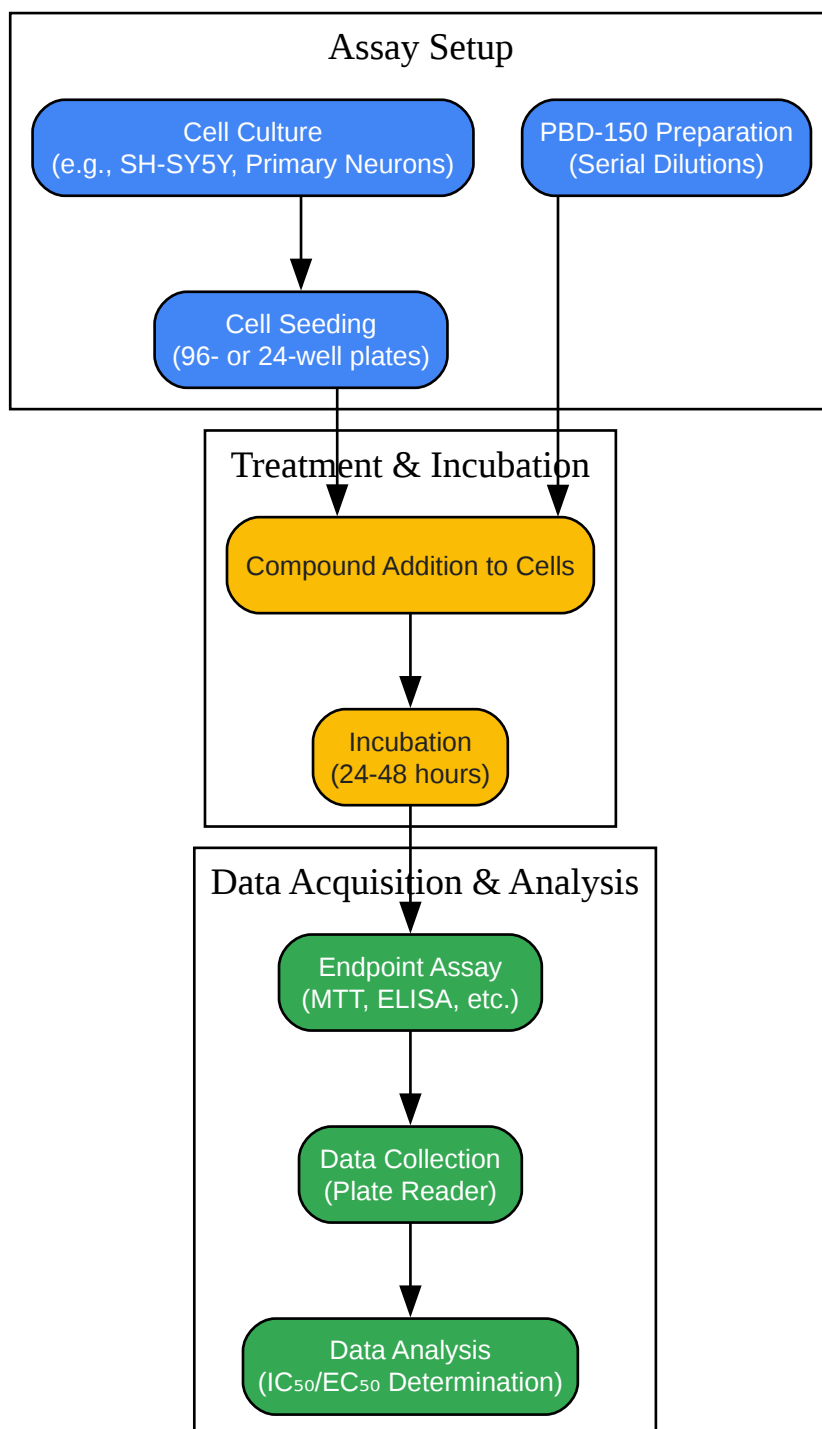 Assay Setup
Cell Culture
(e.g., SH-SY5Y, Primary Neurons)
PBD-150 Preparation
(Serial Dilutions)
Cell Seeding
(96- or 24-well plates)
Treatment & Incubation
Compound Addition to Cells
Incubation
(24-48 hours)
Data Acquisition & Analysis
Endpoint Assay
(MTT, ELISA, etc.)
Data Collection
(Plate Reader)
Data Analysis
(IC₅₀/EC₅₀ Determination)